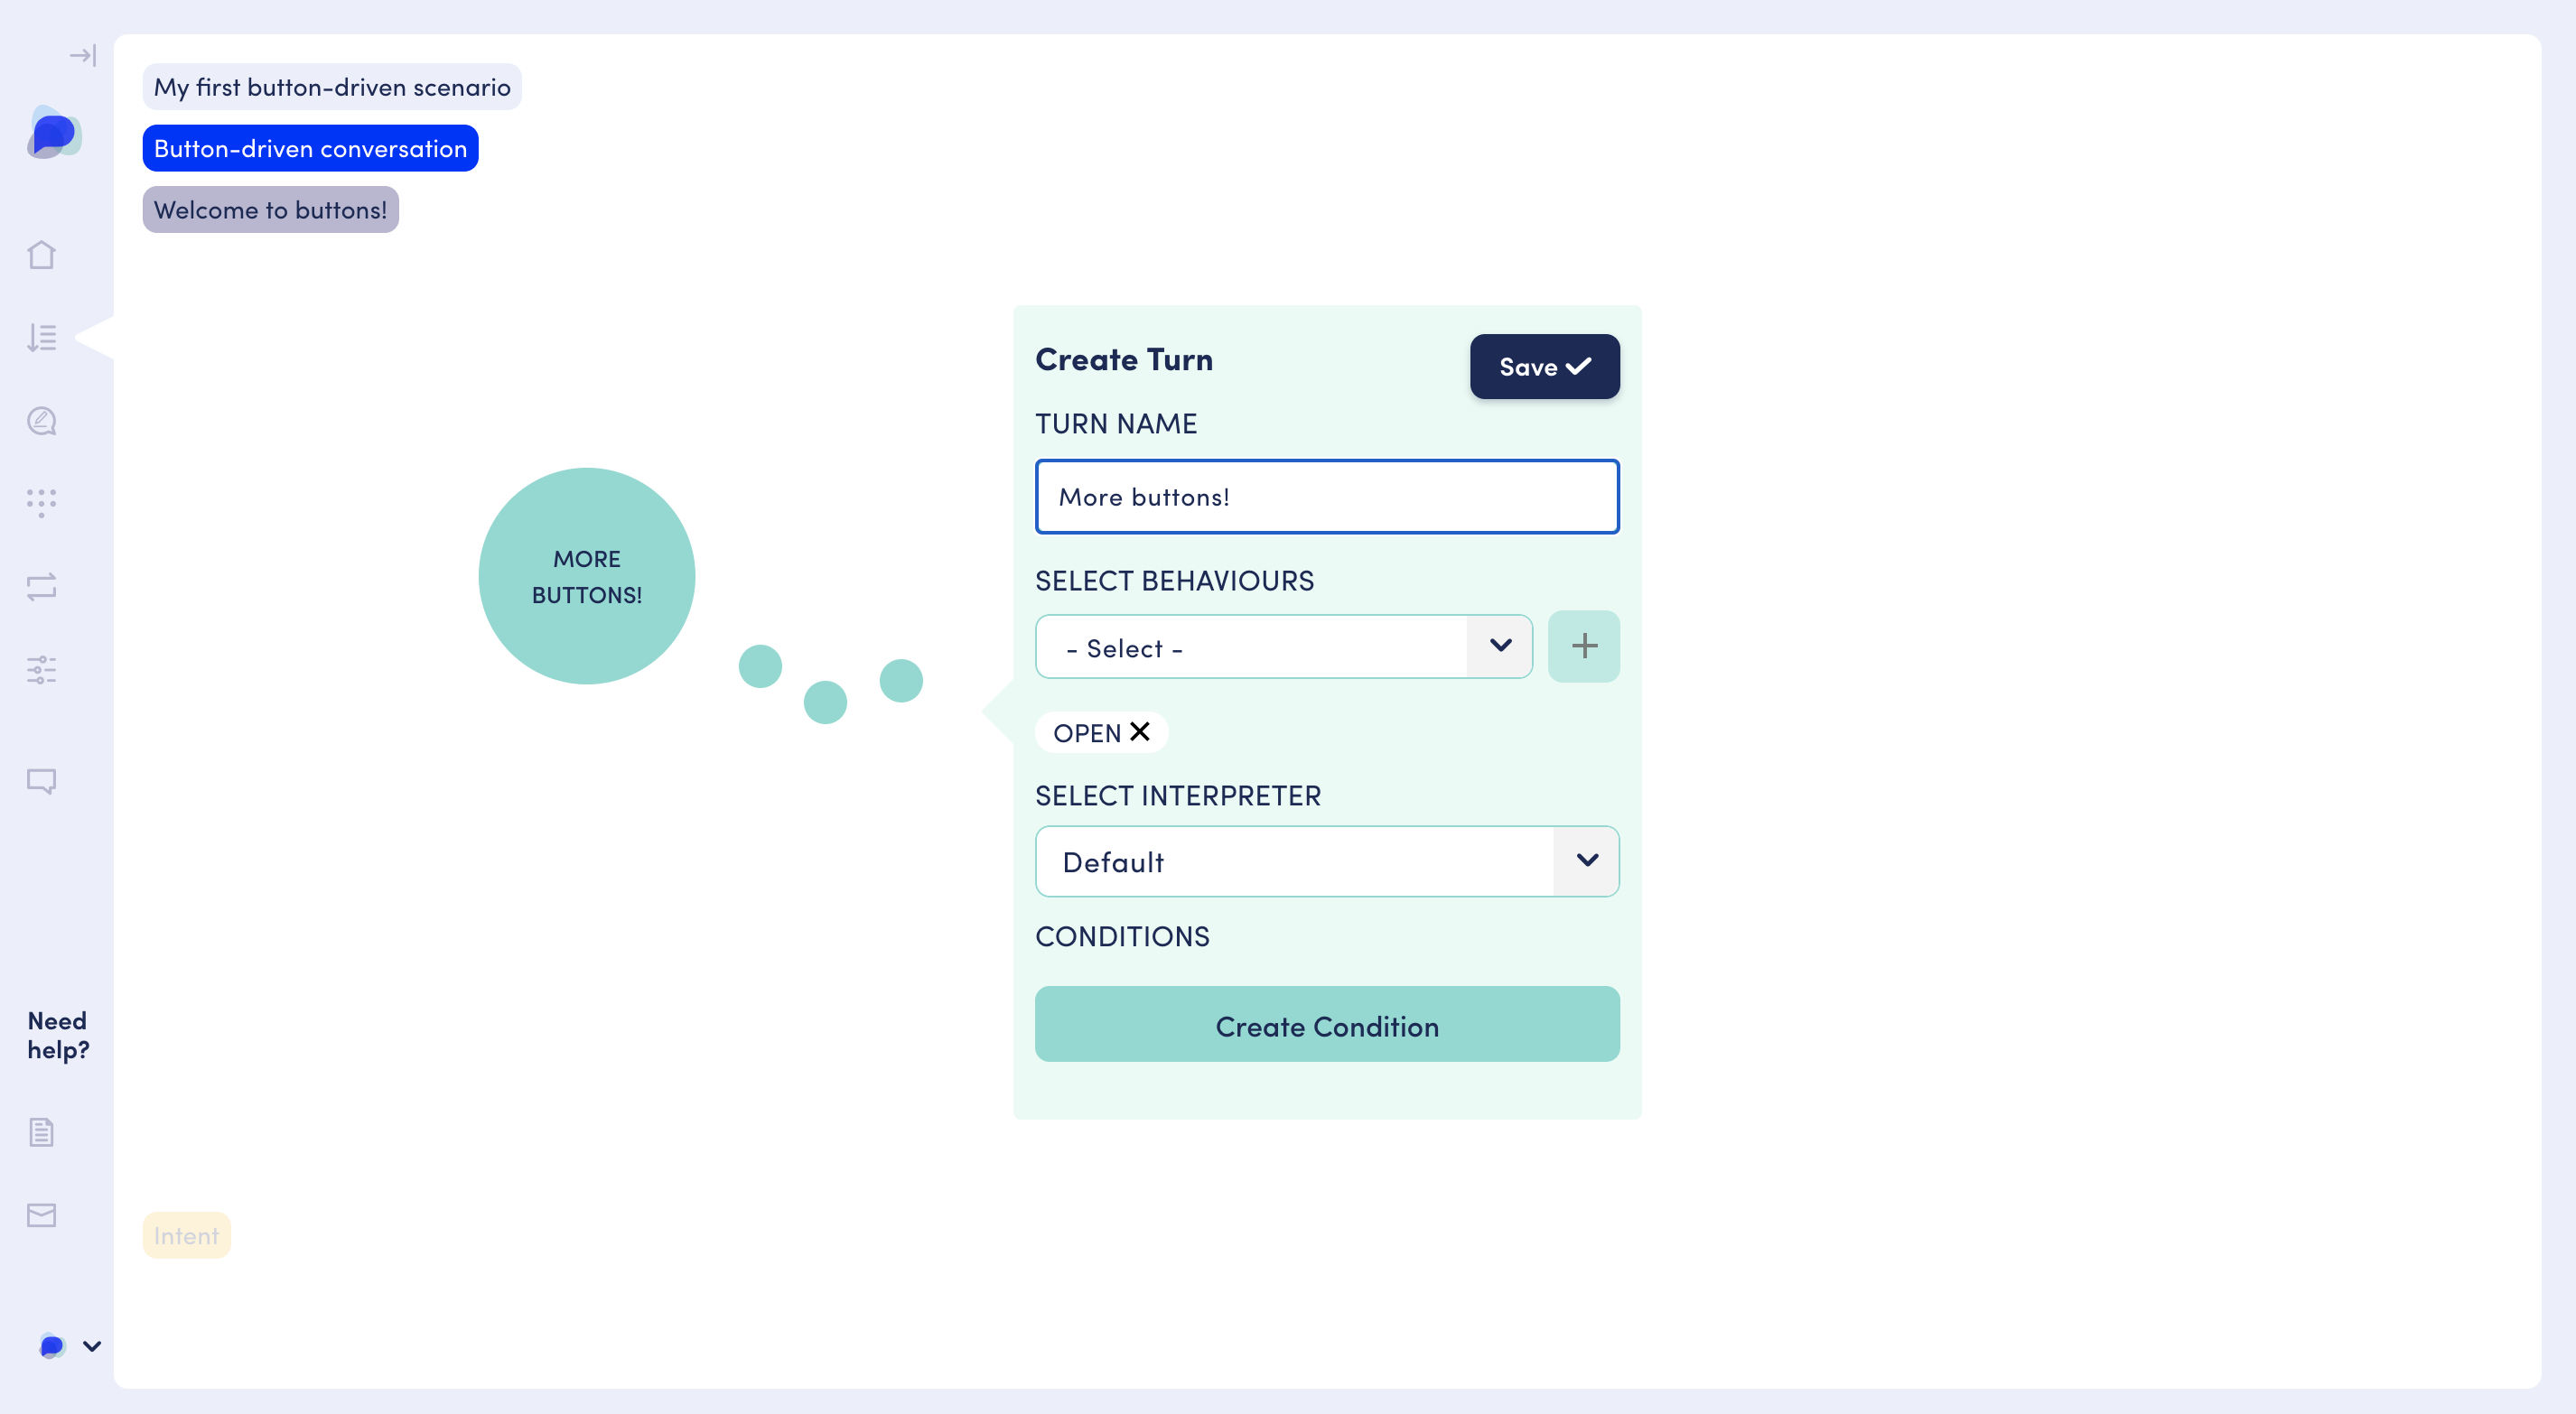 My first button-driven scenario
Button-driven conversation
Welcome to buttons!
MORE
BUTTONS!
Create Turn
Save
TURN NAME
More buttons!
SELECT BEHAVIOURS
- Select -
OPEN
SELECT INTERPRETER
Default
CONDITIONS
Create Condition
Need
help?
Intent